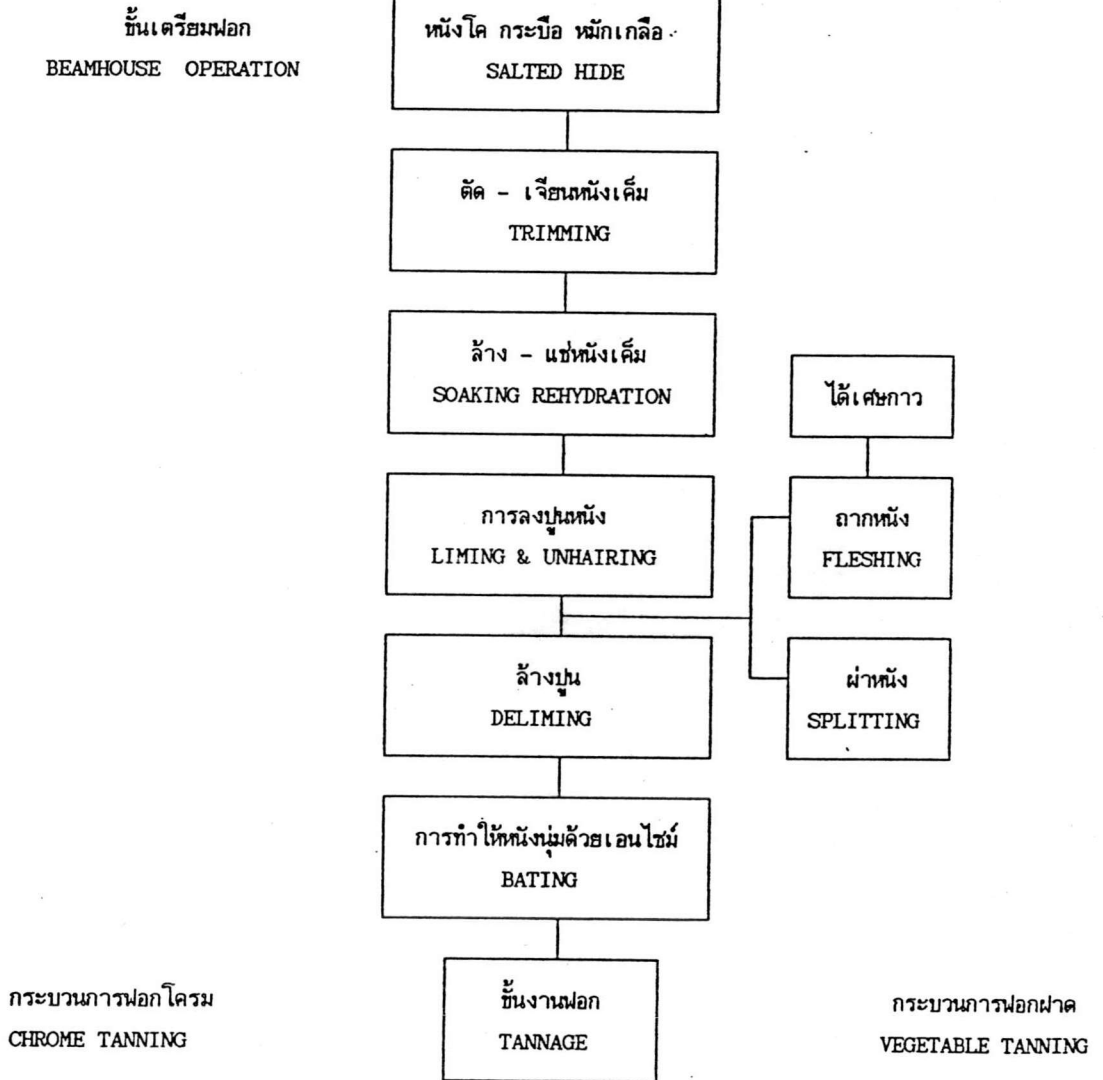 ขั้นเตรียมฟอก
BEAMHOUSE OPERATION
หนังโค กระบือ หมักเกลือ
SALTED HIDE
ตัด - เจียนหนังเค็ม
TRIMMING
ล้าง - แช่หนังเค็ม
SOAKING REHYDRATION
ได้เศษกาว
การลงปูนหนัง
LIMING & UNHAIRING
ถากหนัง
FLESHING
ล้างปูน
DELIMING
ผ่าหนัง
SPLITTING
การทำให้หนังนุ่มด้วยเอนไซม์
BATING
กระบวนการฟอกโครม
CHROME TANNING
ขั้นงานฟอก
TANNAGE
กระบวนการฟอกฝาด
VEGETABLE TANNING